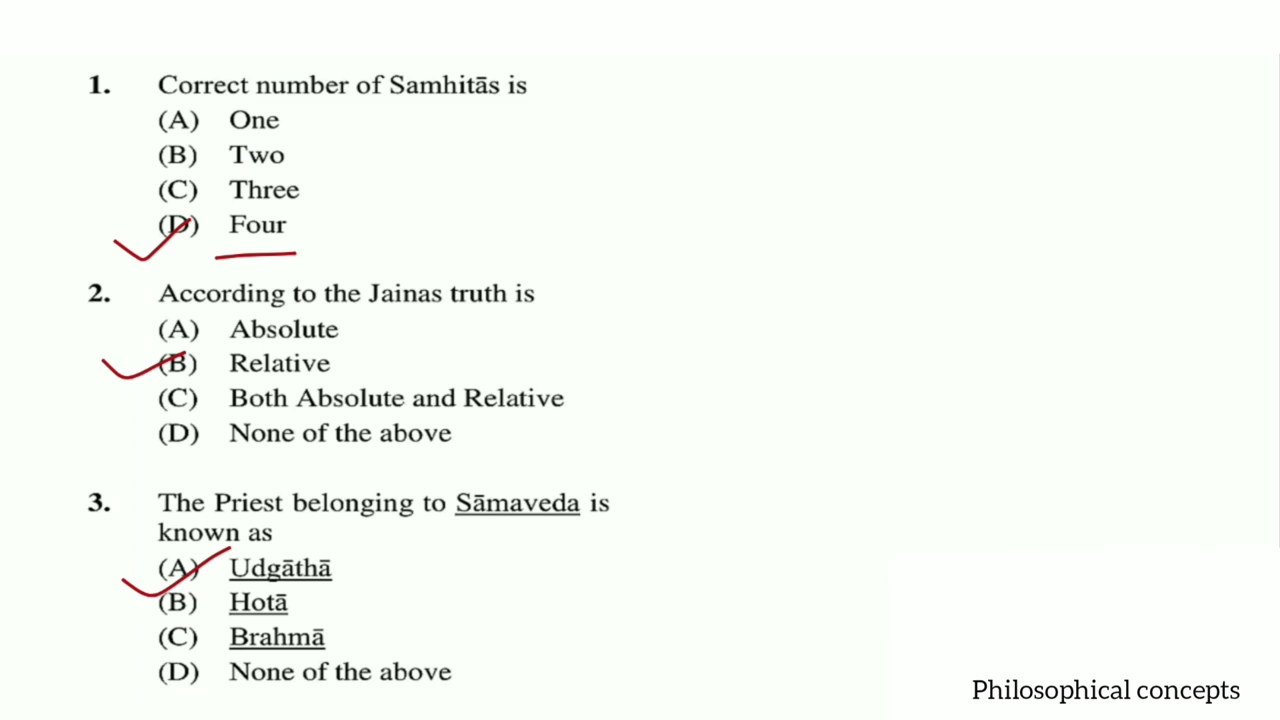 1. Correct number of Samhitās is
(A) One
(B) Two
(C) Three
(D) Four
2. According to the Jainas truth is
(A) Absolute
(B) Relative
(C) Both Absolute and Relative
(D) None of the above
3. The Priest belonging to Sāmaveda is
known as
(A) Udgāthā
(B) Hotā
(C) Brahmā
(D) None of the above
Philosophical concepts